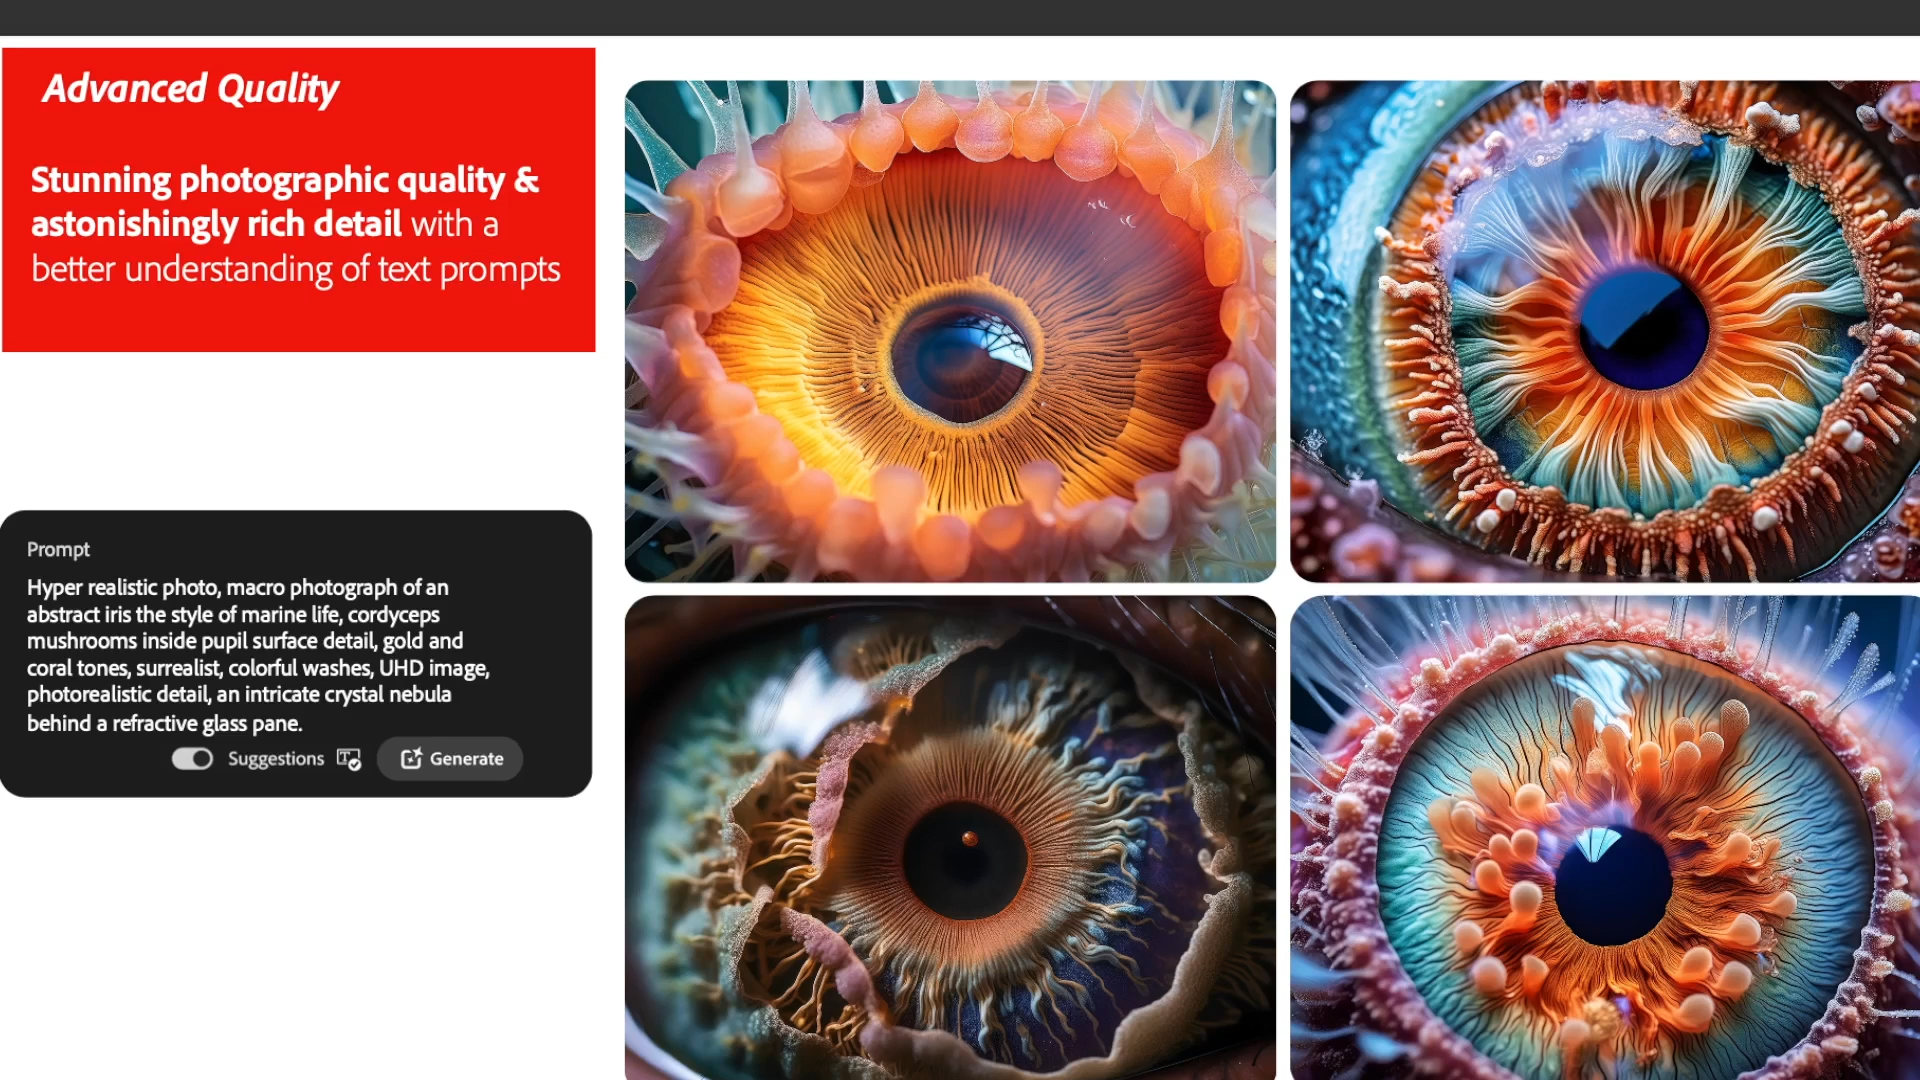 Advanced Quality
Stunning photographic quality &
astonishingly rich detail with a
better understanding of text prompts
Prompt
Hyper realistic photo, macro photograph of an
abstract iris the style of marine life, cordyceps
mushrooms inside pupil surface detail, gold and
coral tones, surrealist, colorful washes, UHD image,
photorealistic detail, an intricate crystal nebula
behind a refractive glass pane.
Suggestions
Generate